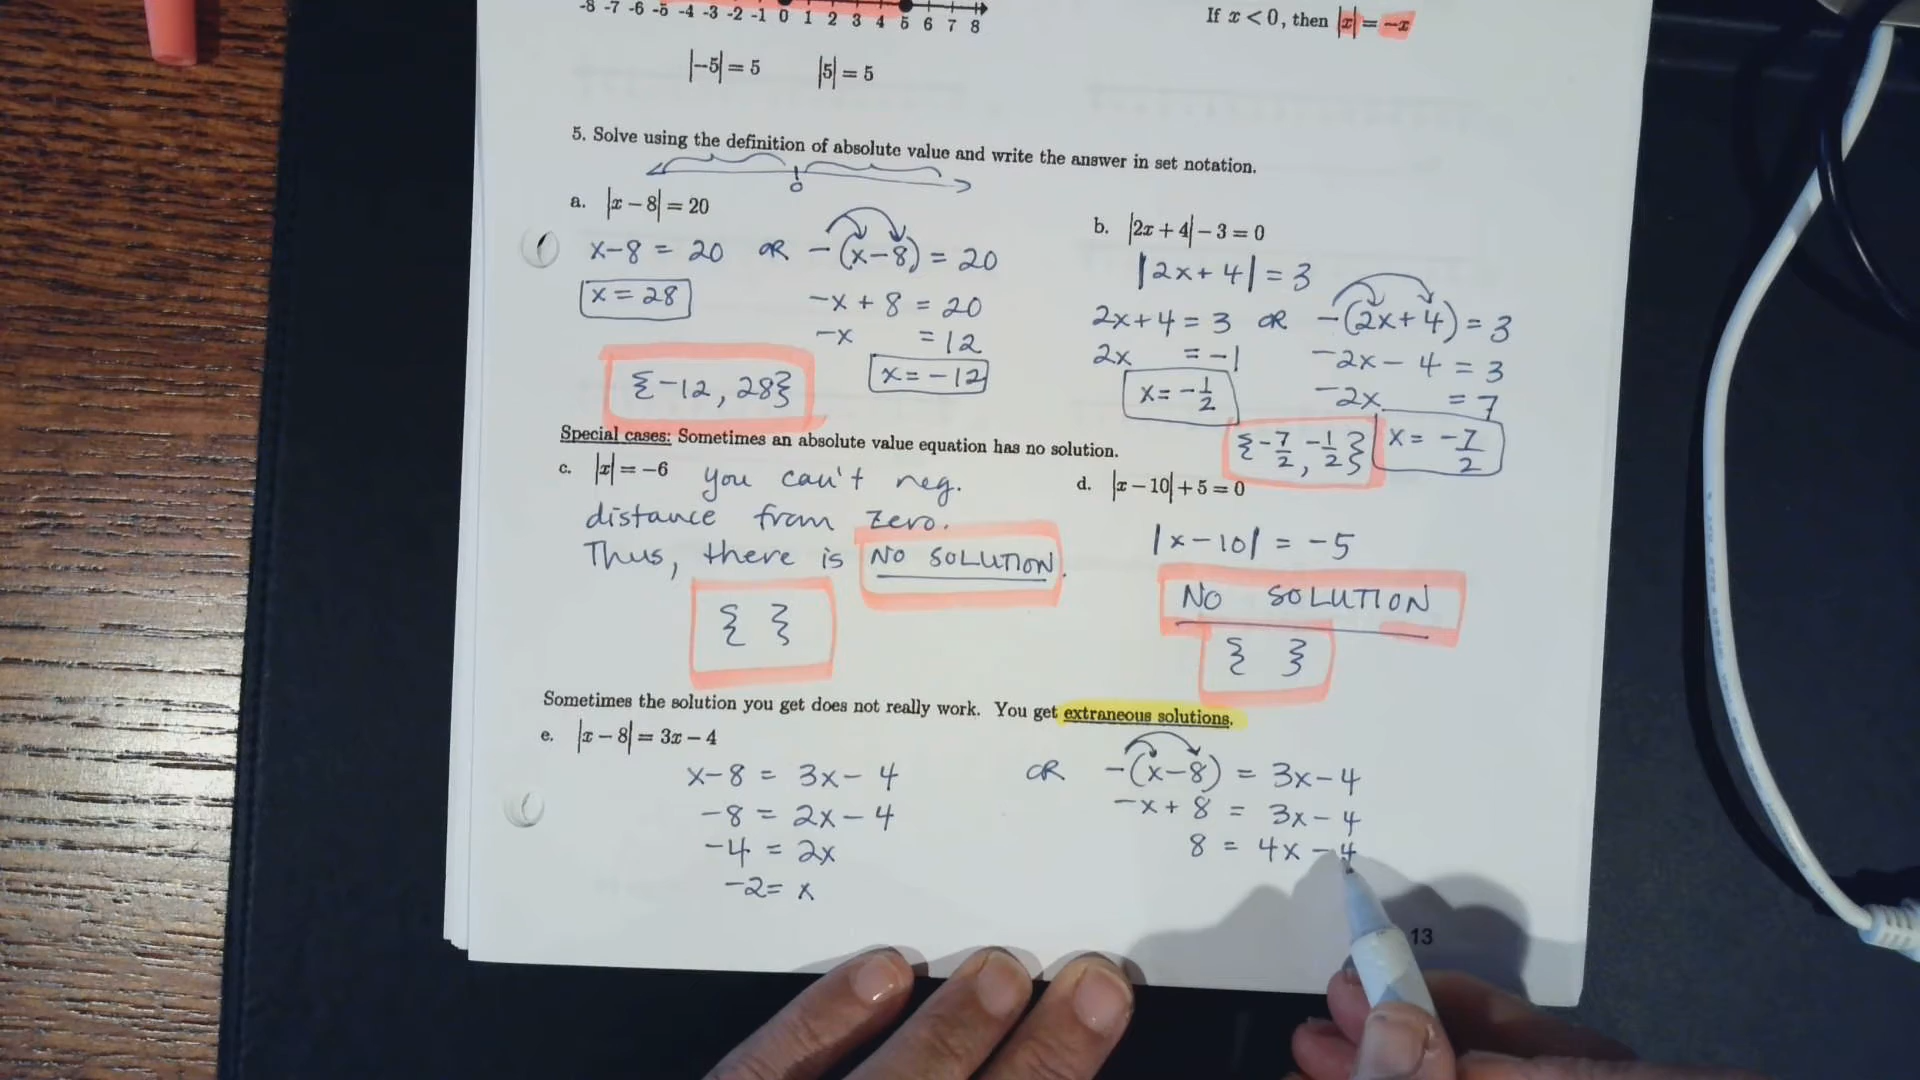 -8 -7 -6 -5 -4 -3 -2 -1 0 1 2 3 4 5 6 7 8
If x < 0, then |x| = -x
|-5| = 5 |5| = 5
5. Solve using the definition of absolute value and write the answer in set notation.
0
a. |x - 8| = 20
x-8 = 20 OR -(x-8) = 20
x = 28
-x + 8 = 20
-x = 12
x = -12
{-12, 28}
b. |2x + 4| - 3 = 0
|2x + 4| = 3
2x+4 = 3 OR -(2x+4) = 3
2x = -1
x = -1/2
-2x - 4 = 3
-2x = 7
x = -7/2
{-7/2, -1/2}
Special cases: Sometimes an absolute value equation has no solution.
c. |x| = -6
you can't neg.
distance from zero.
Thus, there is NO SOLUTION.
{ }
d. |x - 10| + 5 = 0
|x-10| = -5
NO SOLUTION
{ }
Sometimes the solution you get does not really work. You get extraneous solutions.
e. |x - 8| = 3x - 4
x-8 = 3x - 4 OR -(x-8) = 3x-4
-8 = 2x - 4
-4 = 2x
-2 = x
-x + 8 = 3x - 4
8 = 4x - 4
13